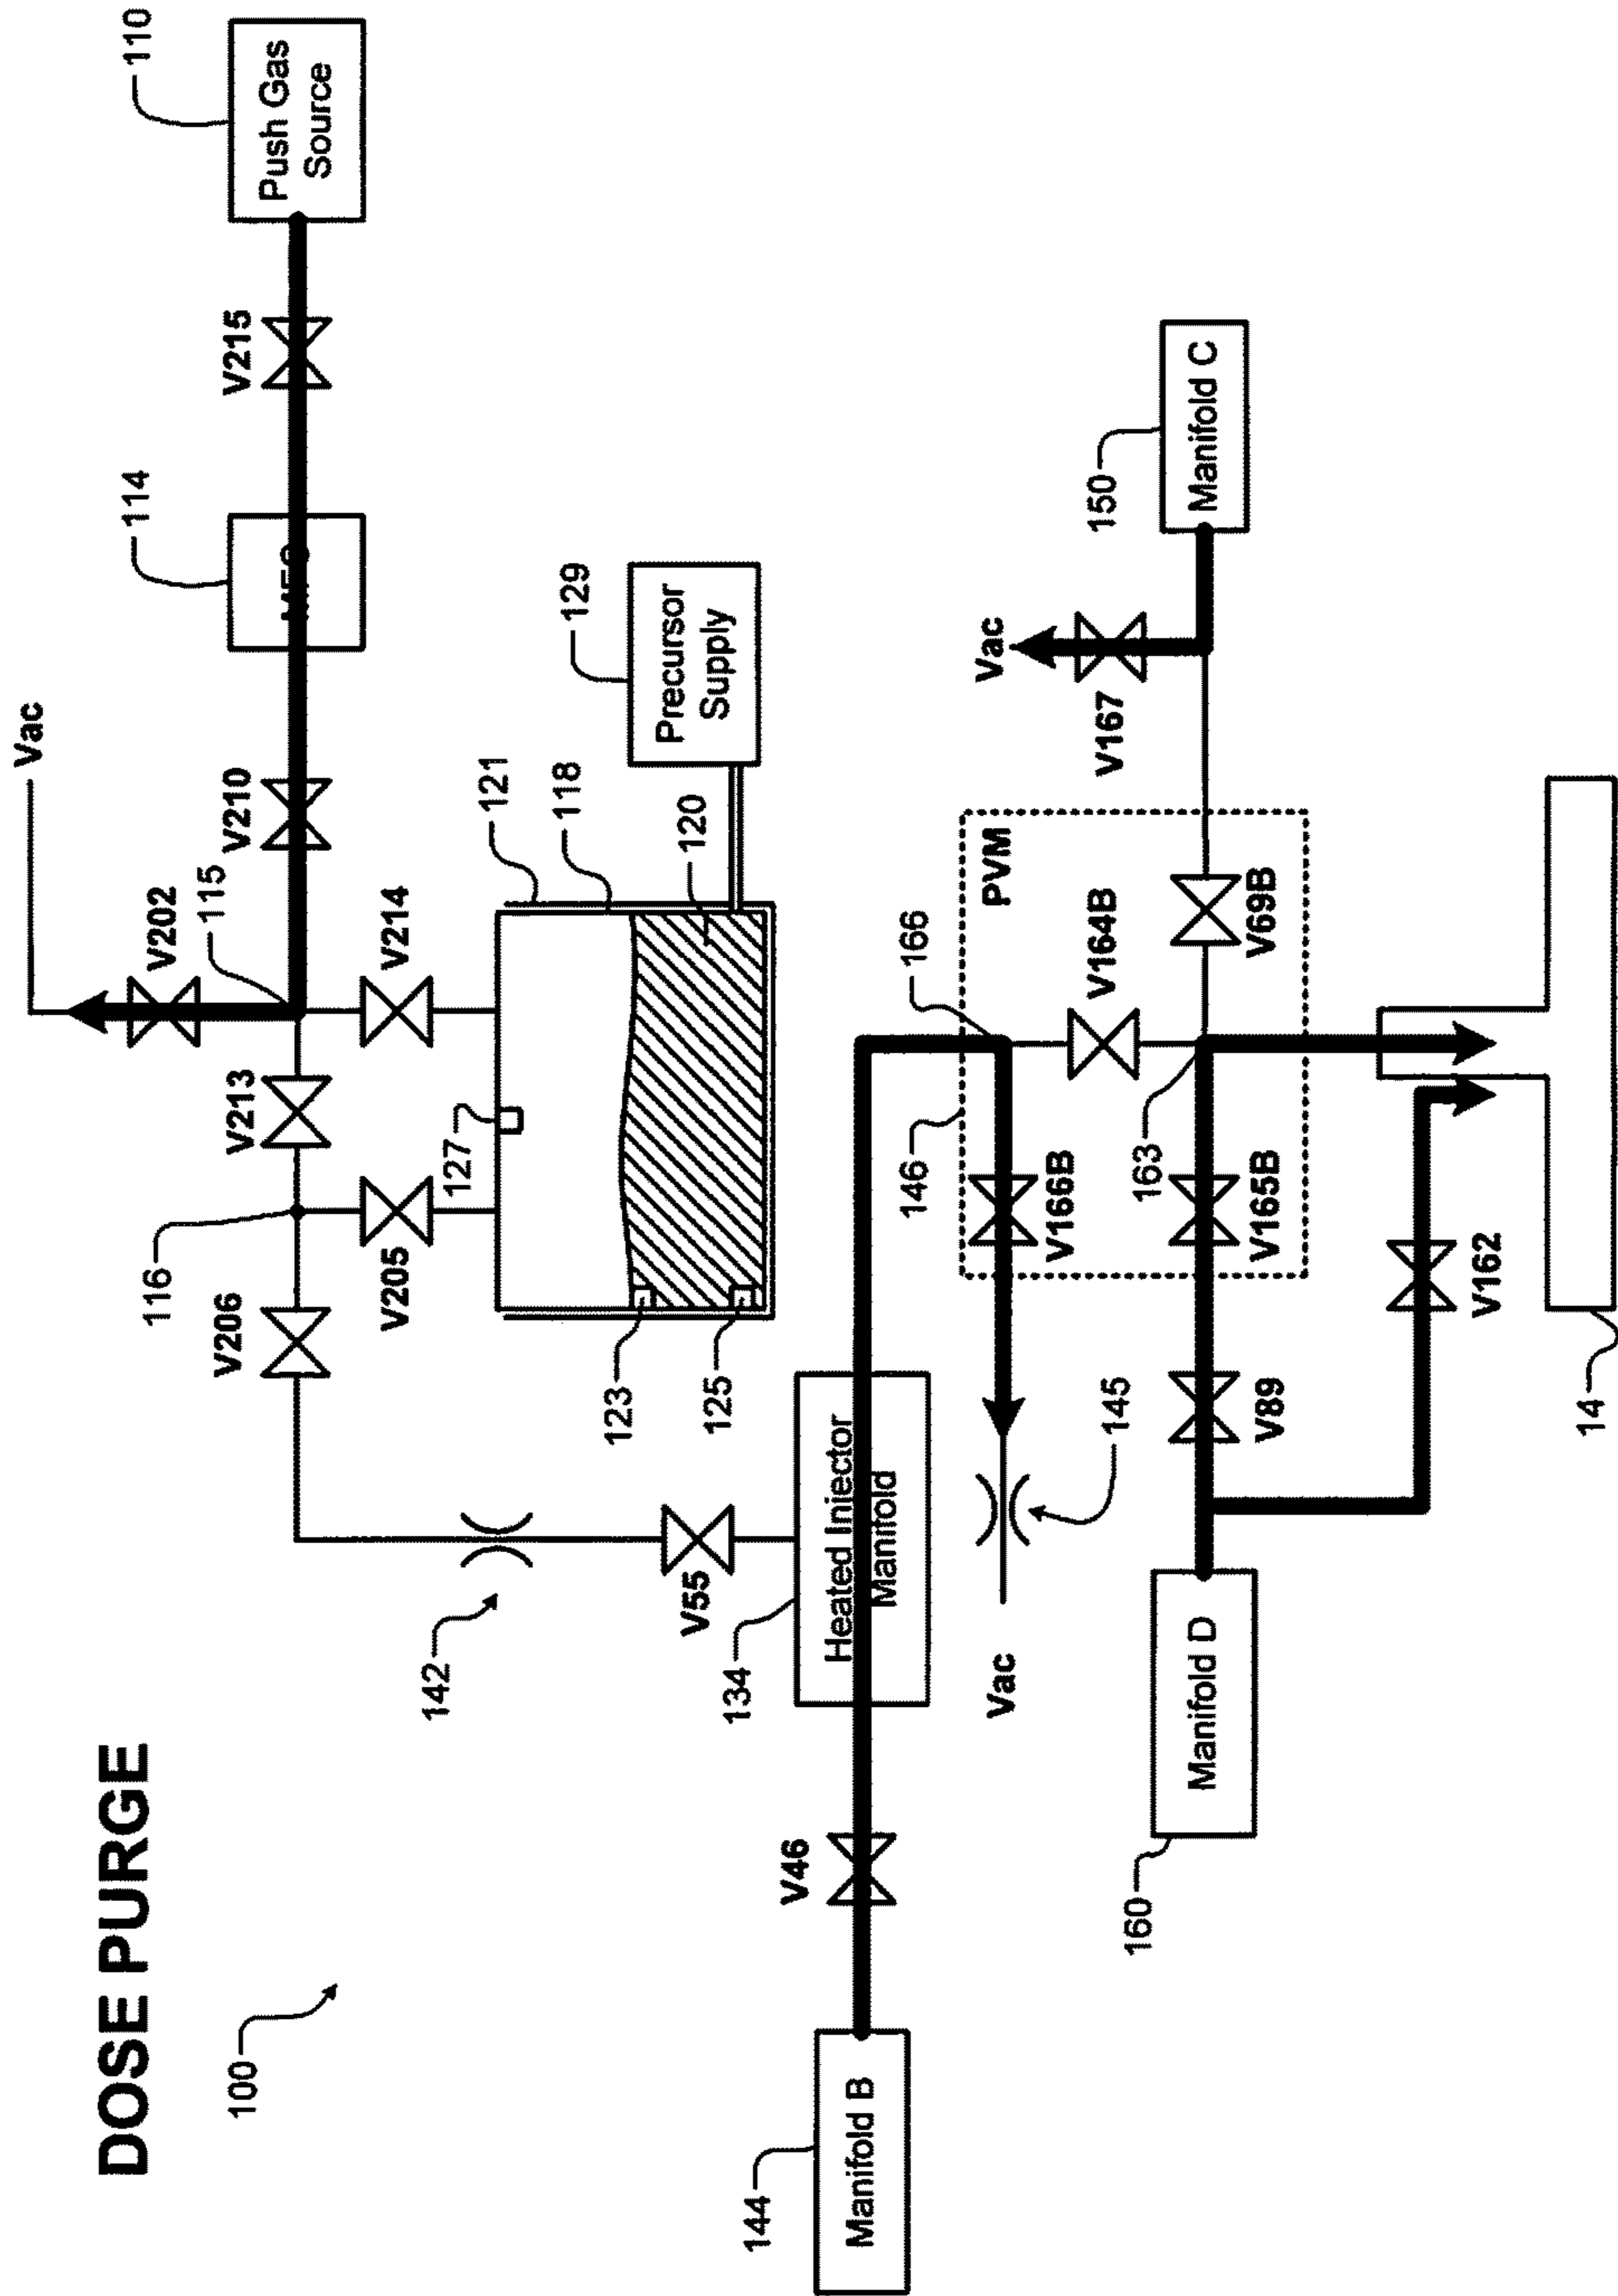 DOSE PURGE
100
Vac
V202
115
V210
114
V215
110
Push Gas
Source
V206
116
V213
V205
V214
127
121
118
120
129
Precursor
Supply
123
125
142
V55
134
Heated Injector
Manifold
V46
144
Manifold B
146
166
PVM
V166B
V164B
Vac
145
Vac
V167
150
Manifold C
163
V165B
V69B
V89
160
Manifold D
V162
14